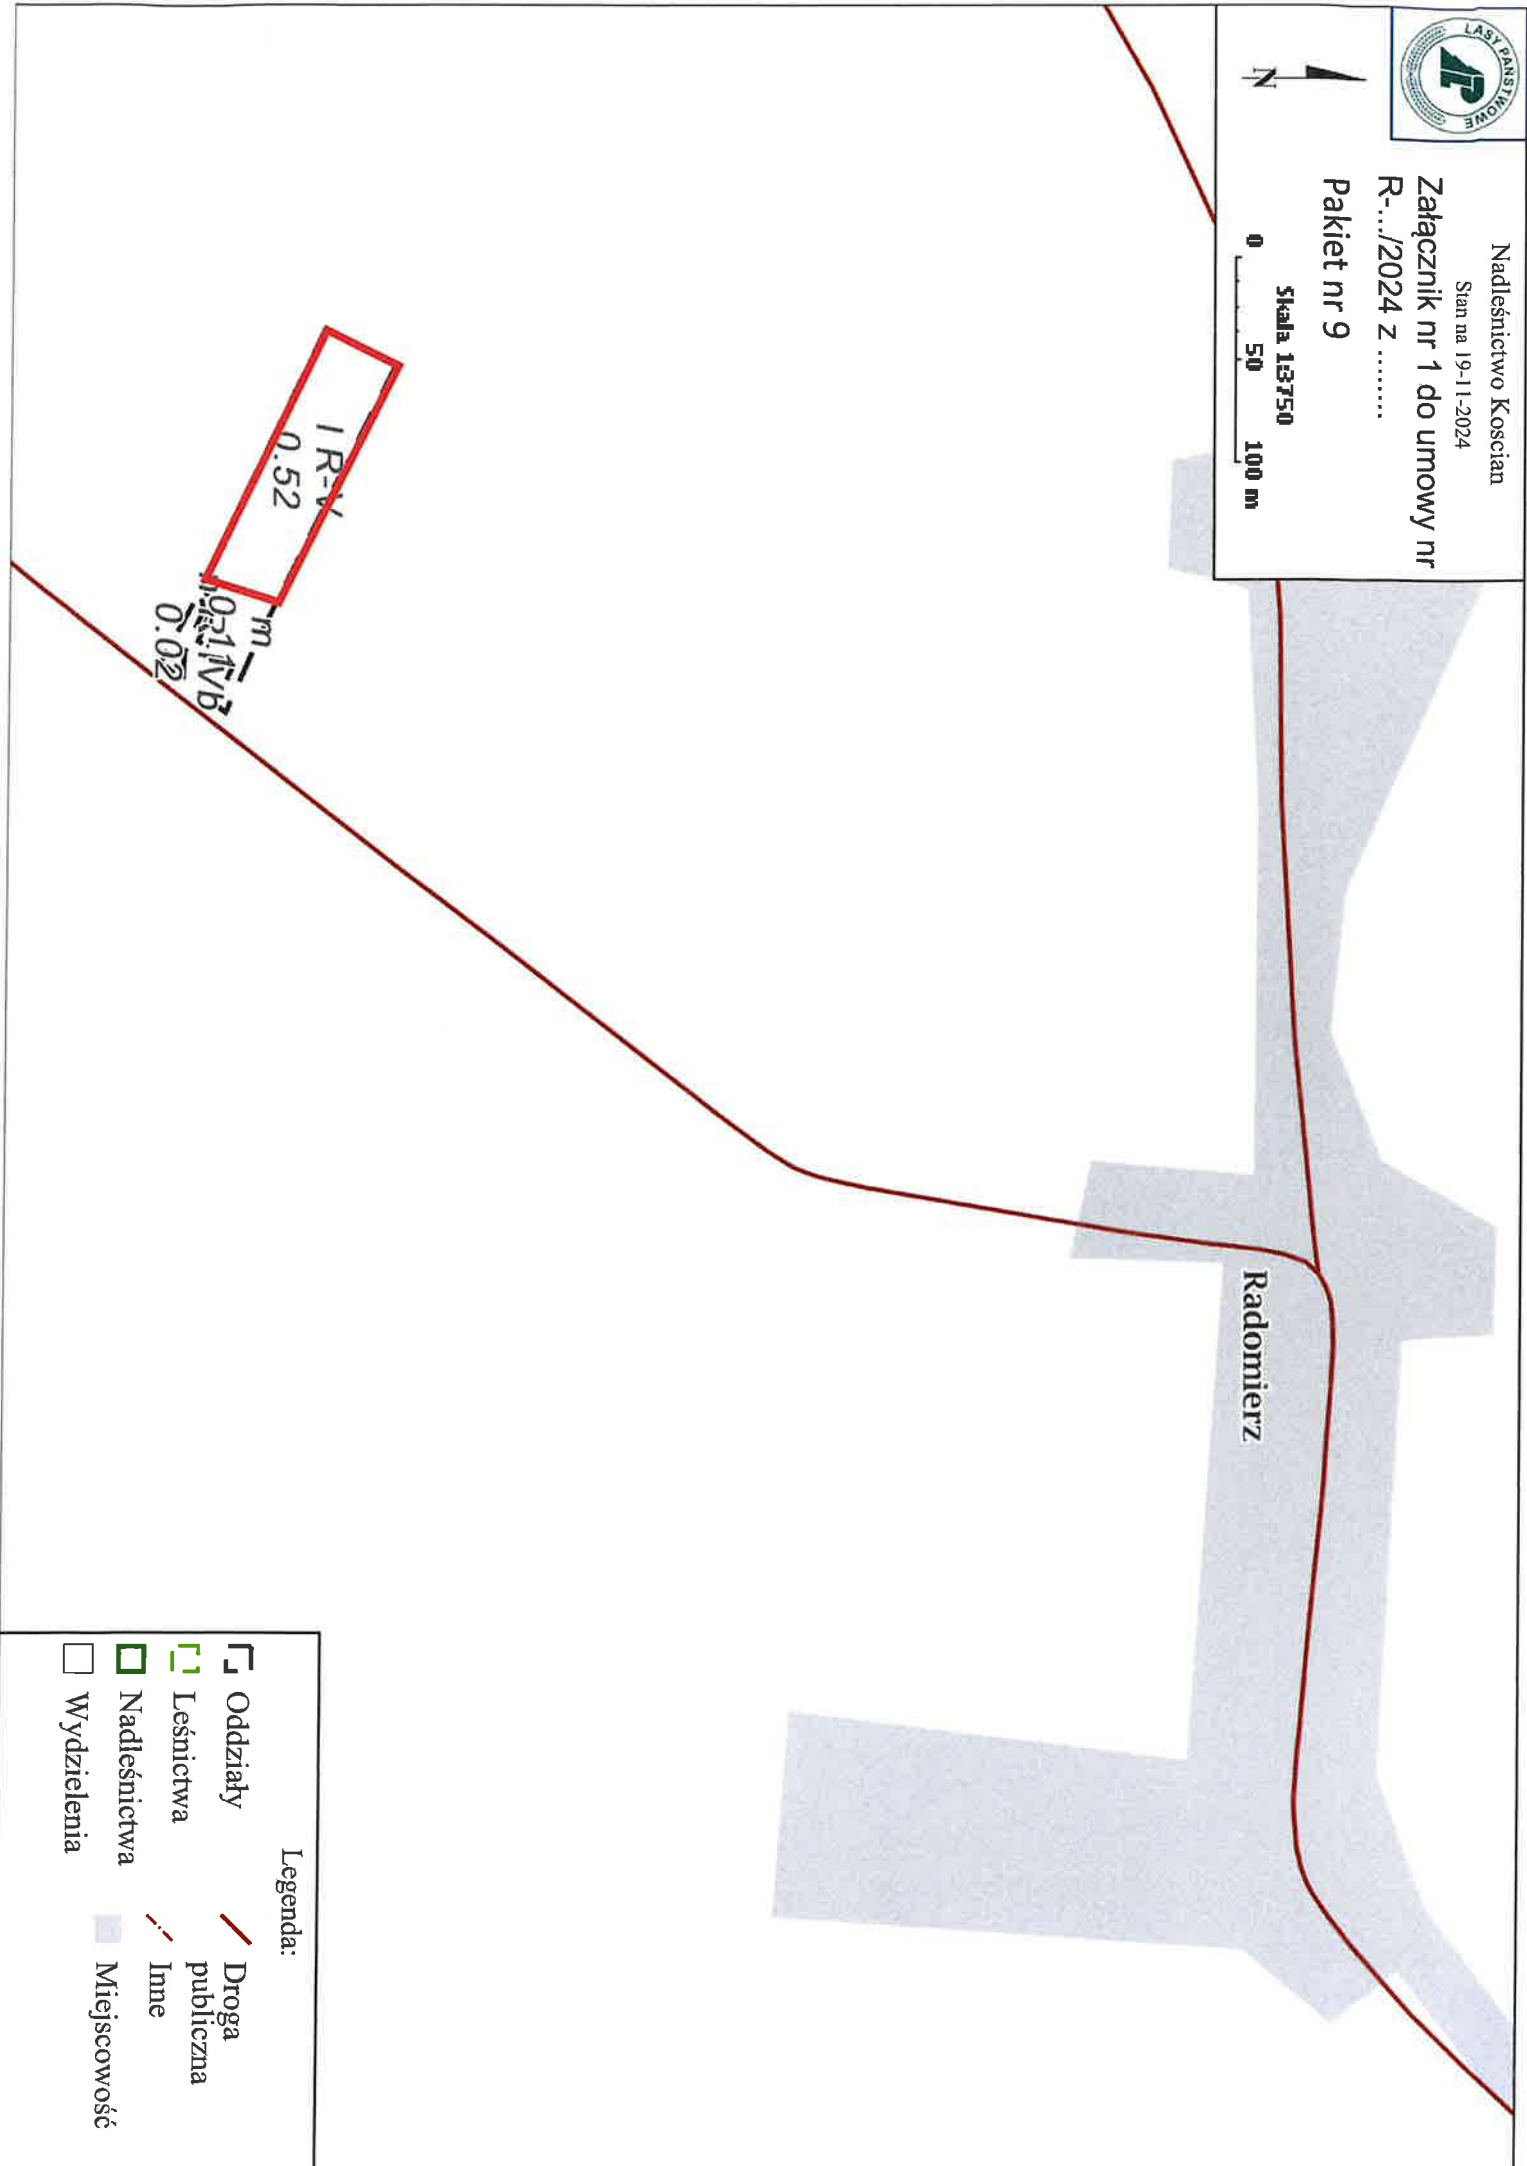 LASY PAŃSTWOWE
Nadleśnictwo Koscian
Stan na 19-11-2024
Załącznik nr 1 do umowy nr
R-.../2024 z ........
Pakiet nr 9
Skala 1:3750
0 50 100 m
N
Radomierz
l R-V
0.52
m
0.02
Legenda:
Oddziały
Leśnictwa
Nadleśnictwa
Wydzielenia
Droga
publiczna
Inne
Miejscowość